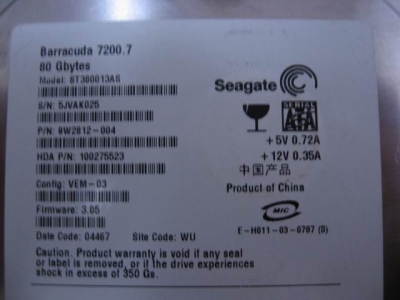 Barracuda 7200.7
80 Gbytes
Model: ST380013AS
Seagate
S/N: 5JVAK025
SERIAL
SATA
P/N: 9W2812-004
+5V 0.72A
+12V 0.35A
HDA P/N: 100275523
中国产品
Product of China
Config: VEM-03
Firmware: 3.05
MIC
E-H011-03-0787 (B)
Date Code: 04467 Site Code: WU
Caution. Product warranty is void if any seal
or label is removed, or if the drive experiences
shock in excess of 350 Gs.